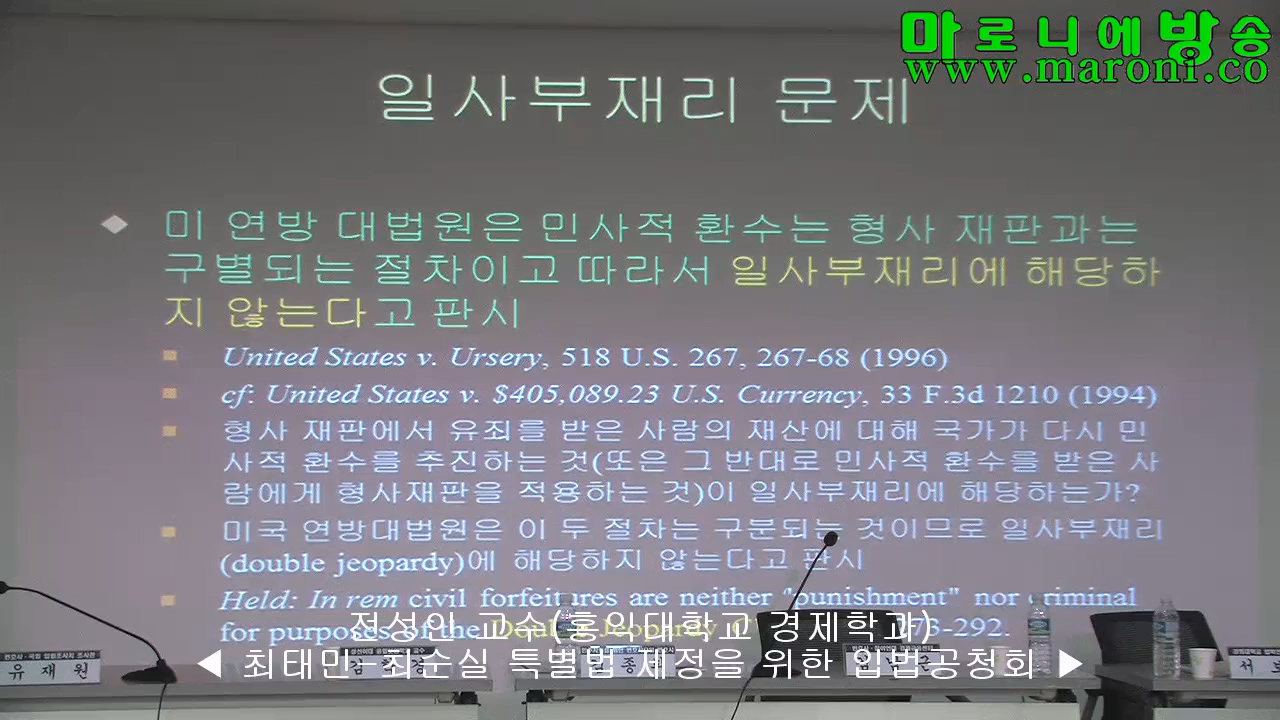 마로니에방송
www.maroni.co
일사부재리 문제
미 연방 대법원은 민사적 환수는 형사 재판과는
구별되는 절차이고 따라서 일사부재리에 해당하
지 않는다고 판시
United States v. Ursery, 518 U.S. 267, 267-68 (1996)
cf: United States v. $405,089.23 U.S. Currency, 33 F.3d 1210 (1994)
형사 재판에서 유죄를 받은 사람의 재산에 대해 국가가 다시 민
사적 환수를 추진하는 것(또은 그 반대로 민사적 환수를 받은 사
람에게 형사재판을 적용하는 것)이 일사부재리에 해당하는가?
미국 연방대법원은 이 두 절차는 구분되는 것이므로 일사부재리
(double jeopardy)에 해당하지 않는다고 판시
Held: In rem civil forfeitures are neither "punishment" nor criminal
for purposes of the Double Jeopardy 273-292.
전성인 교수(홍익대학교 경제학과)
◀ 최태민-최순실 특별법 제정을 위한 입법공청회 ▶
유 재 원
종
서